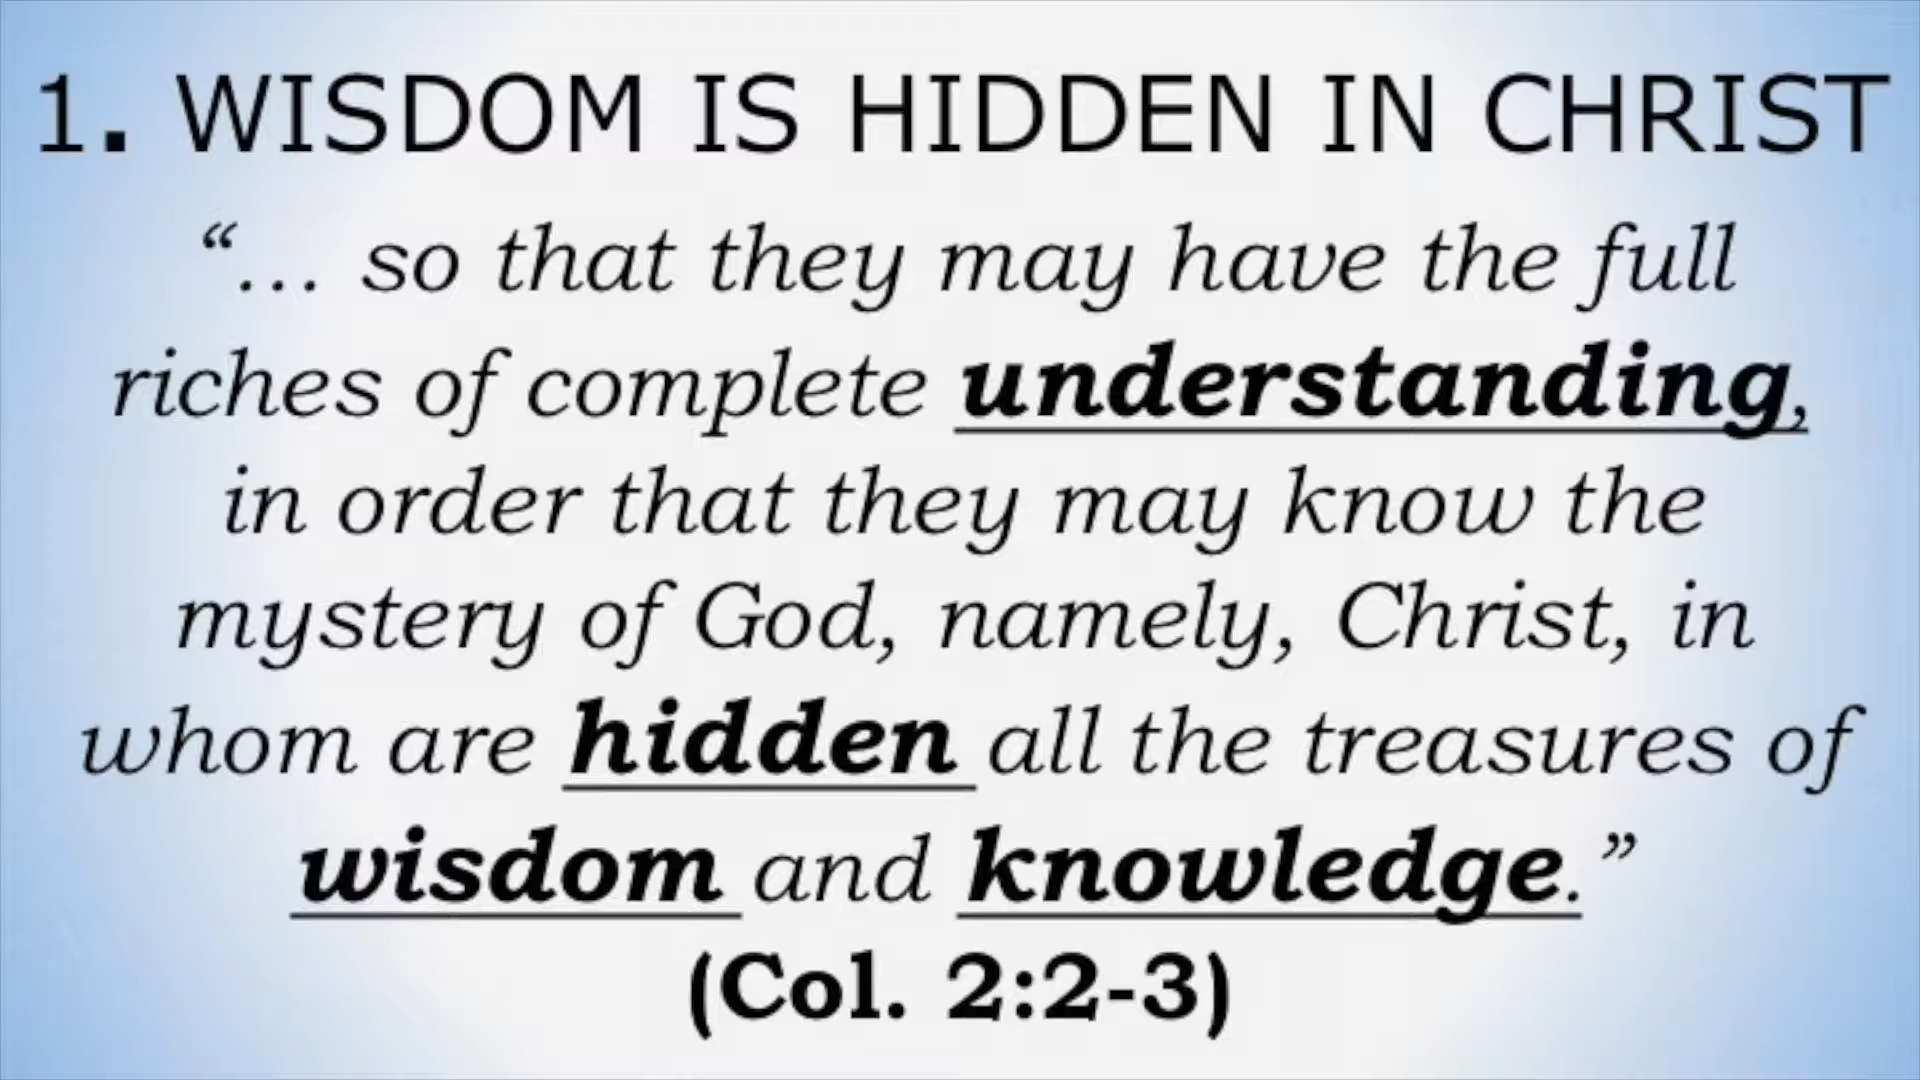 1. WISDOM IS HIDDEN IN CHRIST
“... so that they may have the full
riches of complete understanding,
in order that they may know the
mystery of God, namely, Christ, in
whom are hidden all the treasures of
wisdom and knowledge.”
(Col. 2:2-3)